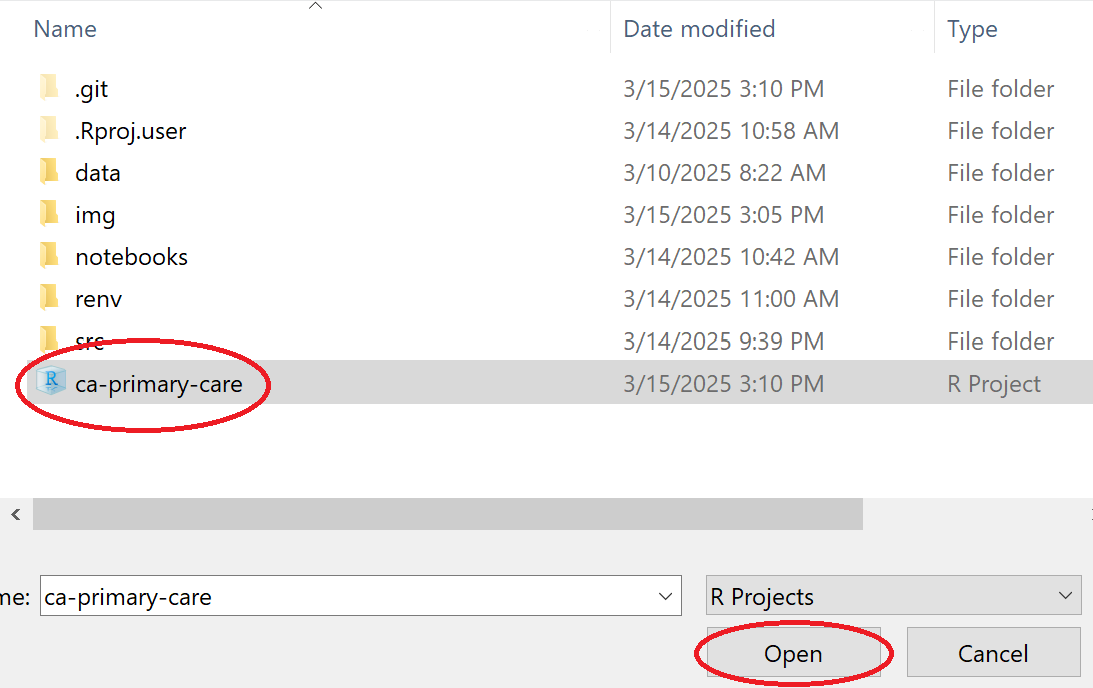 Name Date modified Type
.git 3/15/2025 3:10 PM File folder
.Rproj.user 3/14/2025 10:58 AM File folder
data 3/10/2025 8:22 AM File folder
img 3/15/2025 3:05 PM File folder
notebooks 3/14/2025 10:42 AM File folder
renv 3/14/2025 11:00 AM File folder
src 3/14/2025 9:39 PM File folder
R ca-primary-care 3/15/2025 3:10 PM R Project
me: ca-primary-care R Projects
Open Cancel